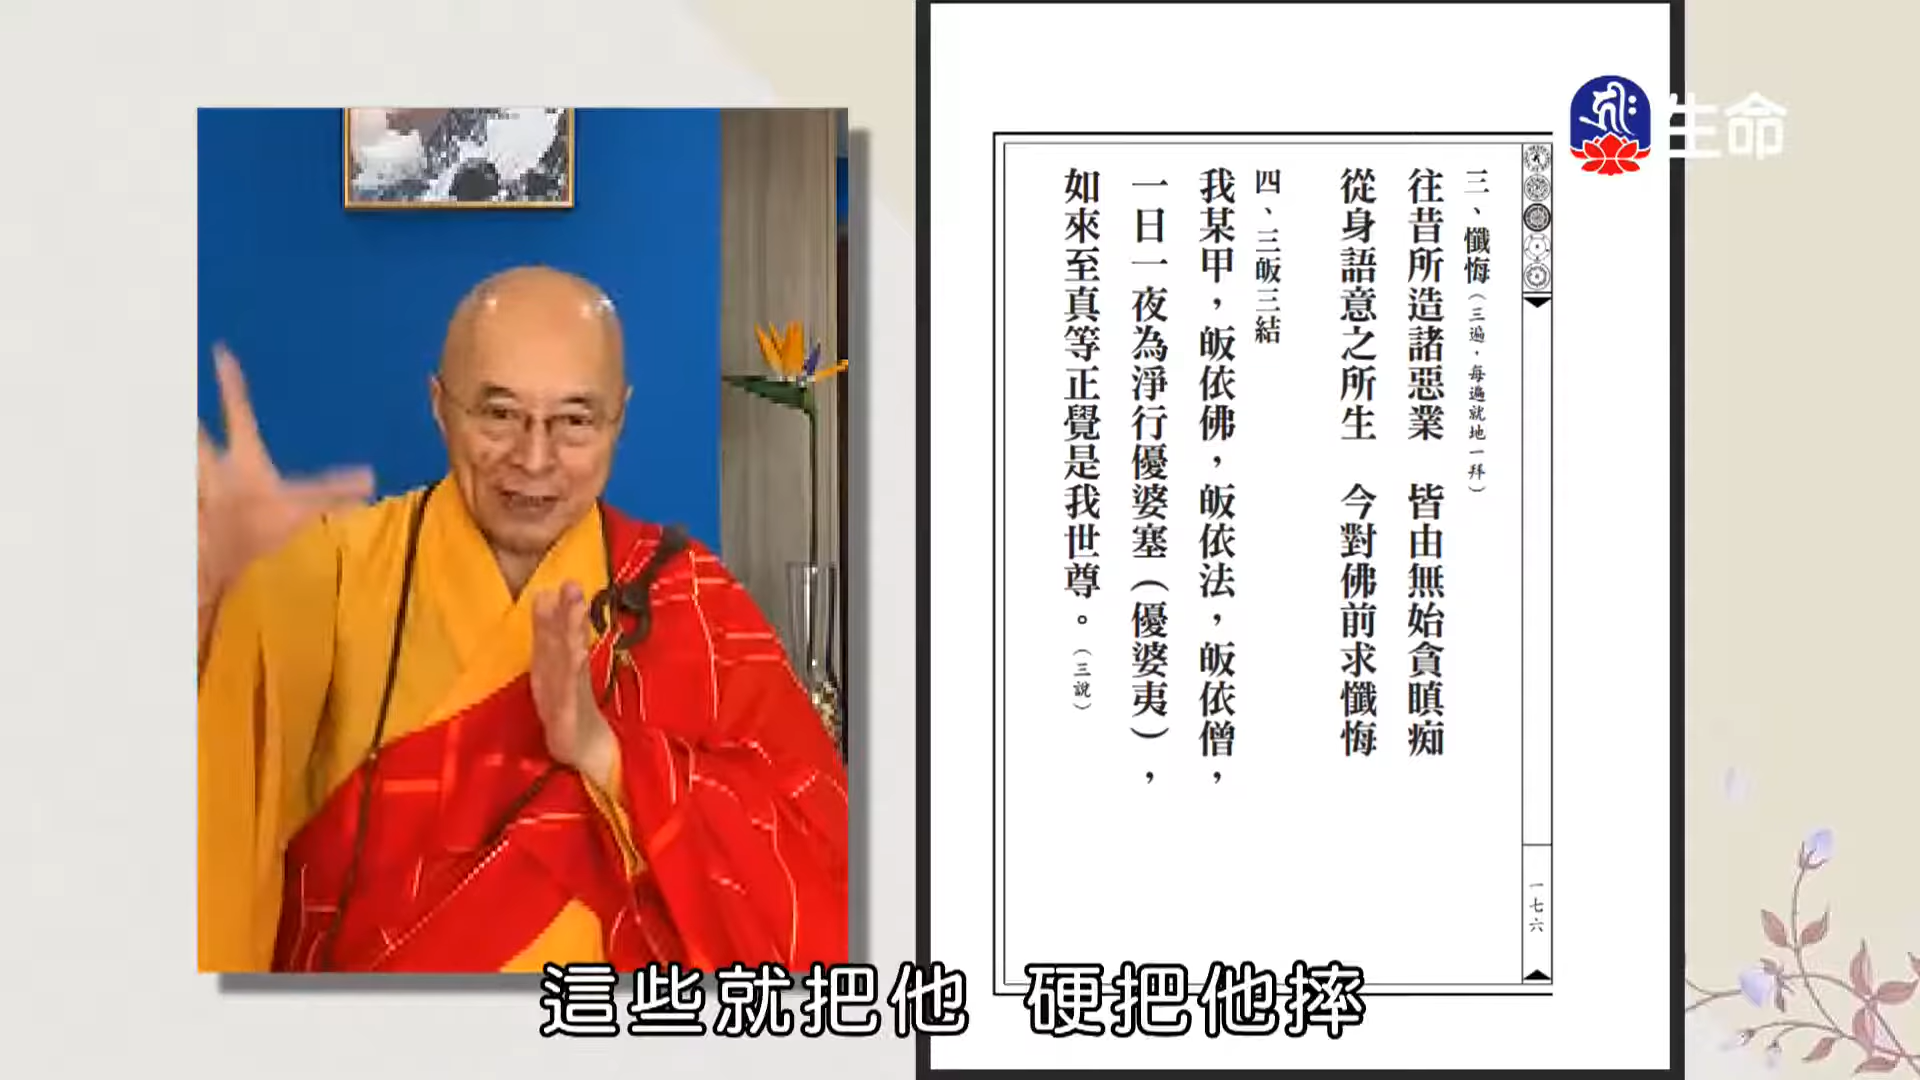 生命
三、懺悔（三遍，每遍就地一拜）
往昔所造諸惡業　皆由無始貪瞋痴
從身語意之所生　今對佛前求懺悔
四、三皈三結
我某甲，皈依佛，皈依法，皈依僧，
一日一夜為淨行優婆塞（優婆夷），
如來至真等正覺是我世尊。（三說）
一七六
這些就把他　硬把他摔